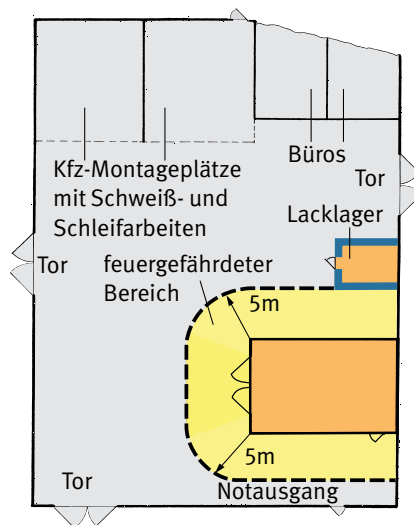 Kfz-Montageplätze
mit Schweiß- und
Schleifarbeiten
Büros
Tor
Lacklager
Tor
feuergefährdeter
Bereich
5m
5m
Tor
Notausgang